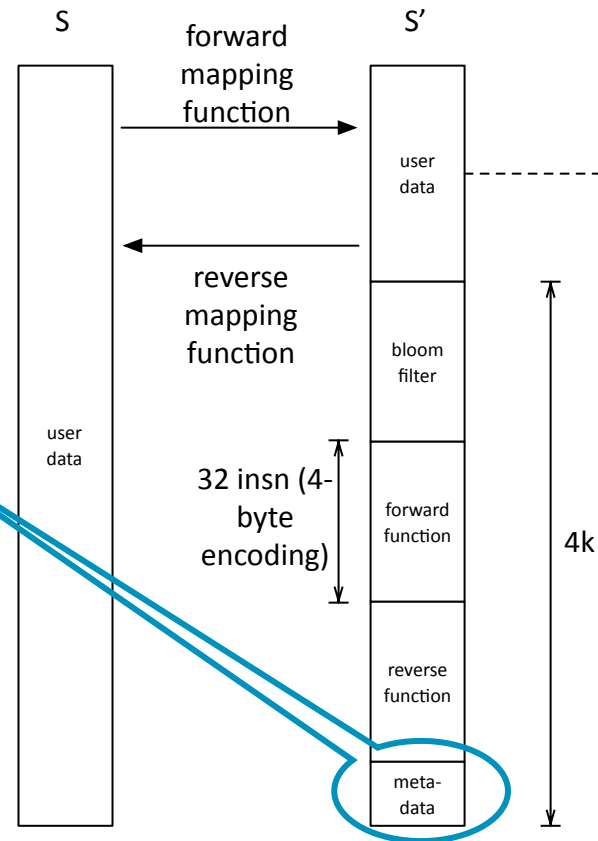 S
S’
forward
mapping
function
user
data
reverse
mapping
function
bloom
filter
user
data
32 insn (4-
byte
encoding)
forward
function
4k
reverse
function
meta-
data